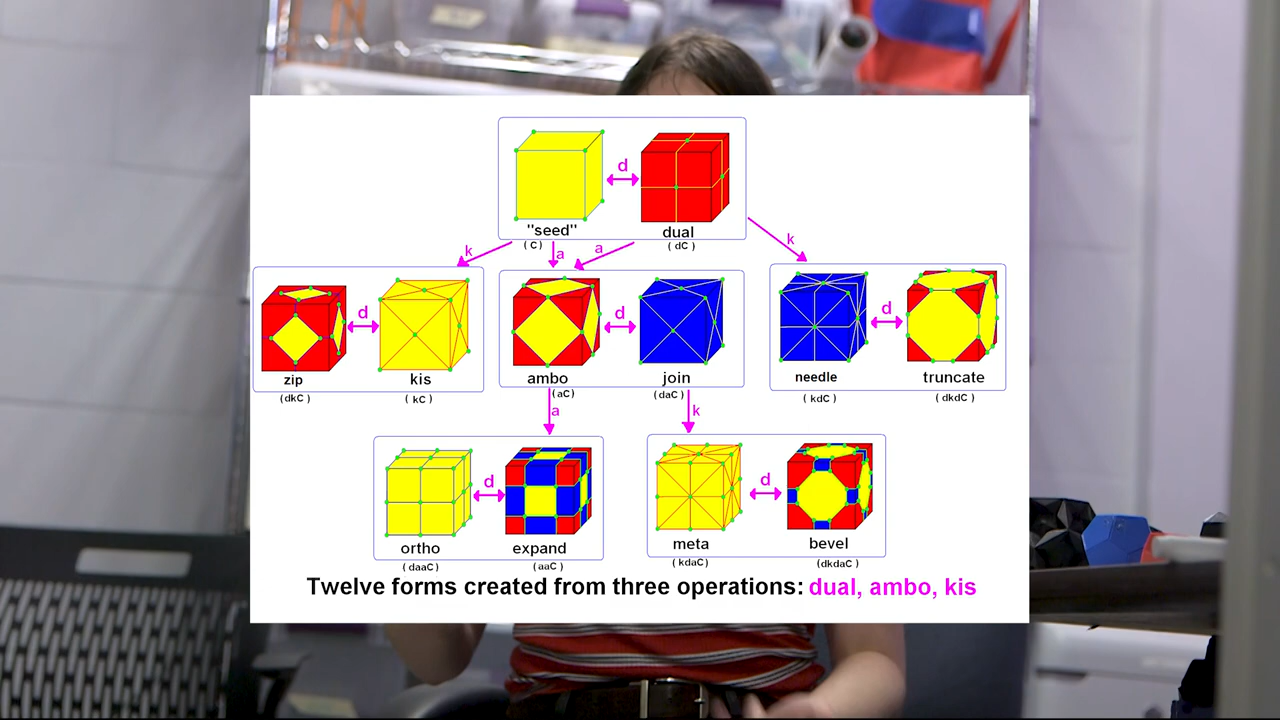 d
"seed" dual
( C ) ( dC )
k a a k
d d d
zip kis ambo join needle truncate
(dkC ) ( kC ) (aC) (daC ) ( kdC ) ( dkdC )
a k
d d
ortho expand meta bevel
( daaC ) ( aaC ) ( kdaC ) (dkdaC )
Twelve forms created from three operations: dual, ambo, kis